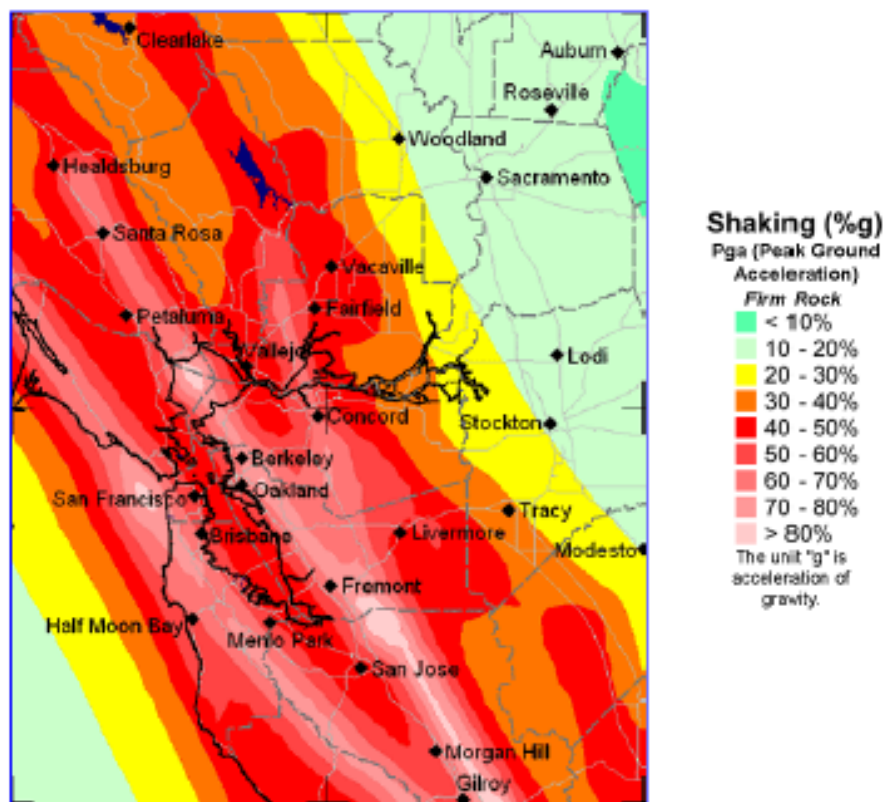 Clearlake
Auburn
Roseville
Woodland
Healdsburg
Sacramento
Santa Rosa
Vacaville
Fairfield
Petaluma
Vallejo
Lodi
Concord
Stockton
Berkeley
Oakland
San Francisco
Tracy
Brisbane
Livermore
Modesto
Fremont
Half Moon Bay
Menlo Park
San Jose
Morgan Hill
Gilroy
Shaking (%g)
Pga (Peak Ground
Acceleration)
Firm Rock
< 10%
10 - 20%
20 - 30%
30 - 40%
40 - 50%
50 - 60%
60 - 70%
70 - 80%
> 80%
The unit "g" is
acceleration of
gravity.